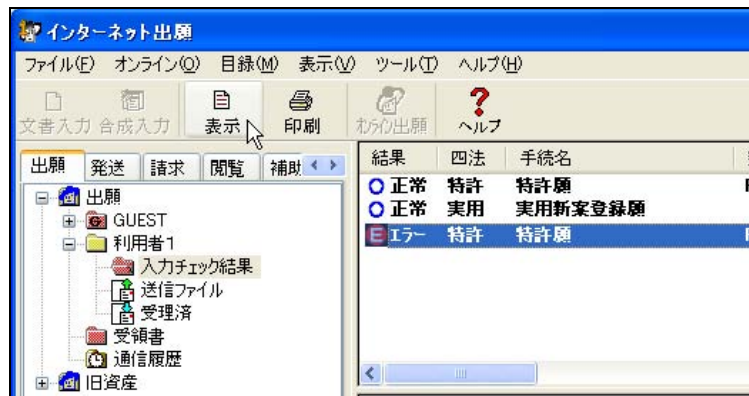 インターネット出願
ファイル(F) オンライン(O) 目録(M) 表示(V) ツール(T) ヘルプ(H)
文書入力 合成入力 表示 印刷 オンライン出願 ヘルプ
出願 発送 請求 閲覧 補助
結果 四法 手続名
正常 特許 特許願
正常 実用 実用新案登録願
エラー 特許 特許願
出願
GUEST
利用者1
入力チェック結果
送信ファイル
受理済
受領書
通信履歴
旧資産